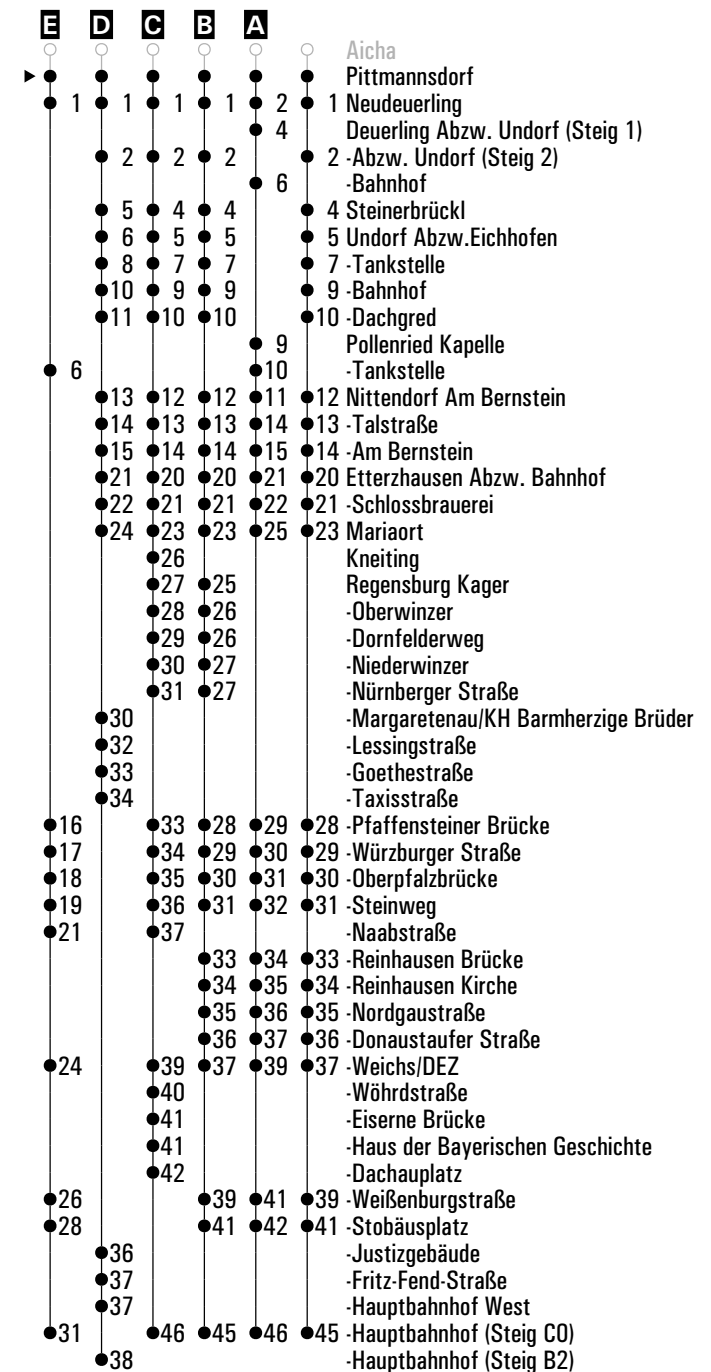 E D C B A
Aicha
Pittmannsdorf
1 1 1 1 2 1 Neudeuerling
4 Deuerling Abzw. Undorf (Steig 1)
2 2 2 2 -Abzw. Undorf (Steig 2)
6 -Bahnhof
5 4 4 4 Steinerbrückl
6 5 5 5 Undorf Abzw.Eichhofen
8 7 7 7 -Tankstelle
10 9 9 9 -Bahnhof
11 10 10 10 -Dachgred
9 Pollenried Kapelle
6 10 -Tankstelle
13 12 12 11 12 Nittendorf Am Bernstein
14 13 13 14 13 -Talstraße
15 14 14 15 14 -Am Bernstein
21 20 20 21 20 Etterzhausen Abzw. Bahnhof
22 21 21 22 21 -Schlossbrauerei
24 23 23 25 23 Mariaort
26 Kneiting
27 25 Regensburg Kager
28 26 -Oberwinzer
29 26 -Dornfelderweg
30 27 -Niederwinzer
31 27 -Nürnberger Straße
30 -Margaretenau/KH Barmherzige Brüder
32 -Lessingstraße
33 -Goethestraße
34 -Taxisstraße
16 33 28 29 28 -Pfaffensteiner Brücke
17 34 29 30 29 -Würzburger Straße
18 35 30 31 30 -Oberpfalzbrücke
19 36 31 32 31 -Steinweg
21 37 -Naabstraße
33 34 33 -Reinhausen Brücke
34 35 34 -Reinhausen Kirche
35 36 35 -Nordgaustraße
36 37 36 -Donaustaufer Straße
24 39 37 39 37 -Weichs/DEZ
40 -Wöhrdstraße
41 -Eiserne Brücke
41 -Haus der Bayerischen Geschichte
42 -Dachauplatz
26 39 41 39 -Weißenburgstraße
28 41 42 41 -Stobäusplatz
36 -Justizgebäude
37 -Fritz-Fend-Straße
37 -Hauptbahnhof West
31 46 45 46 45 -Hauptbahnhof (Steig C0)
38 -Hauptbahnhof (Steig B2)